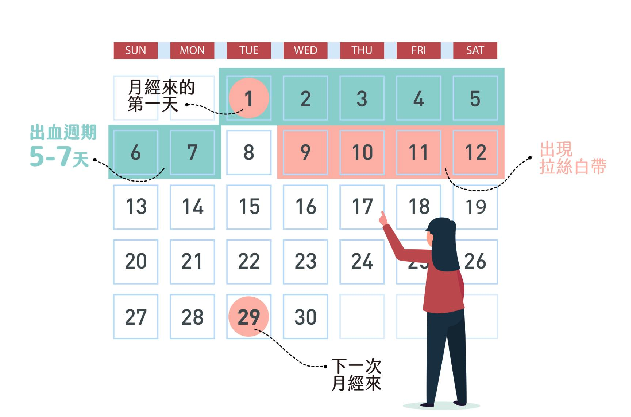 SUN MON TUE WED THU FRI SAT
月經來的
第一天
1 2 3 4 5
出血週期
5-7天
6 7 8 9 10 11 12
出現
拉絲白帶
13 14 15 16 17 18 19
20 21 22 23 24 25 26
27 28 29 30
下一次
月經來